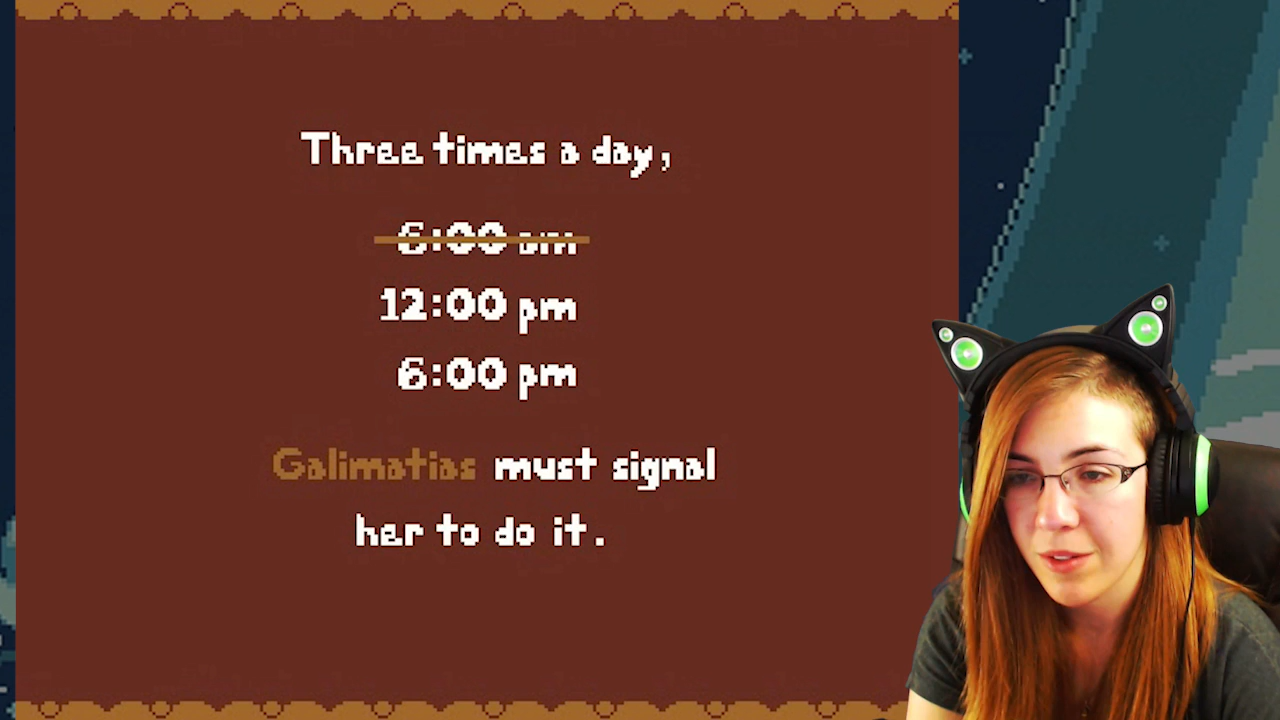 Three times a day,
6:00 am
12:00 pm
6:00 pm
Galimatias must signal
her to do it.